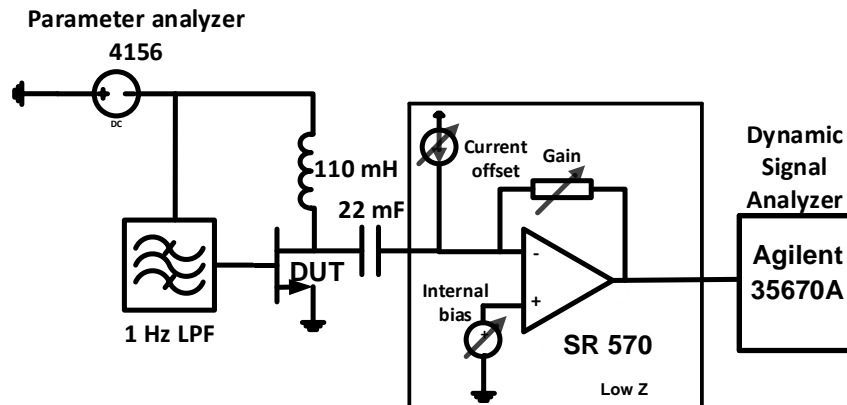 Parameter analyzer
4156
+
-
DC
110 mH
22 mF
1 Hz LPF
DUT
Current
offset
Gain
-
+
Internal
bias
+
SR 570
Low Z
Dynamic
Signal
Analyzer
Agilent
35670A